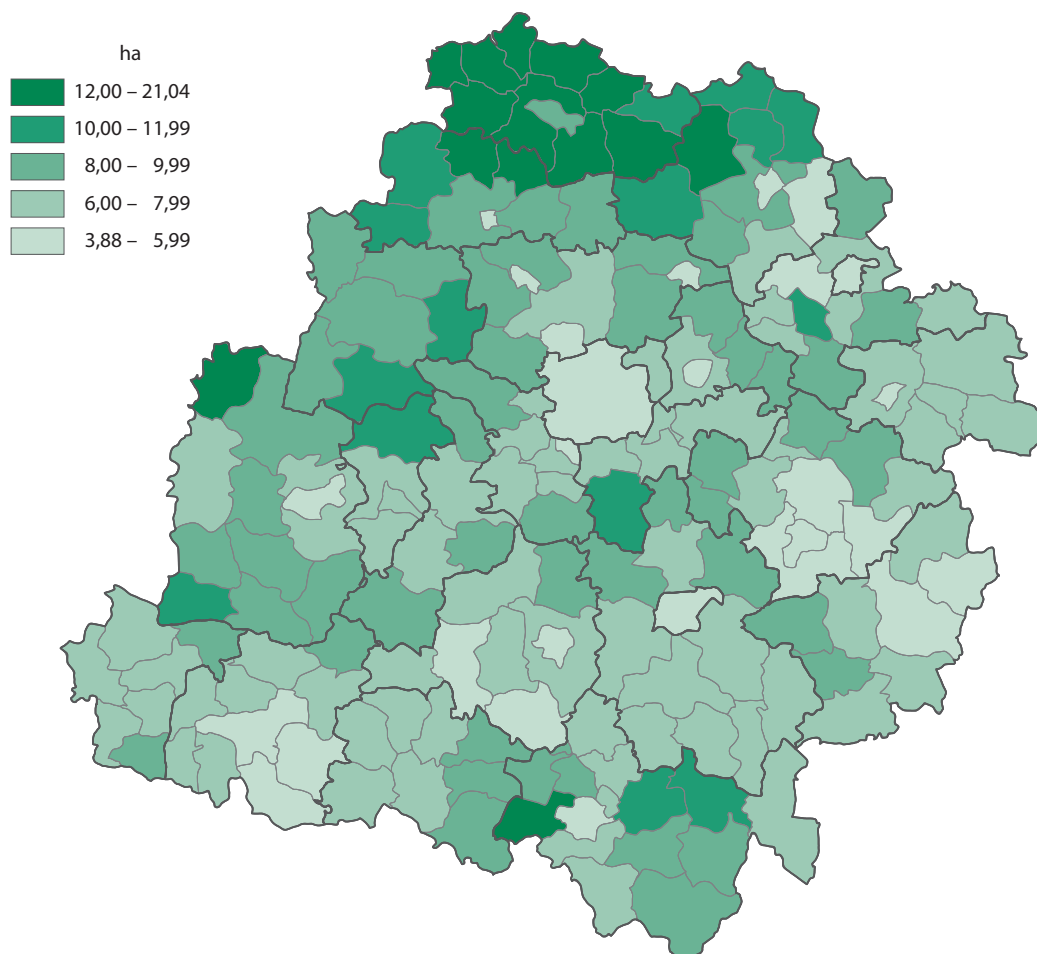 ha
12,00 – 21,04
10,00 – 11,99
8,00 – 9,99
6,00 – 7,99
3,88 – 5,99